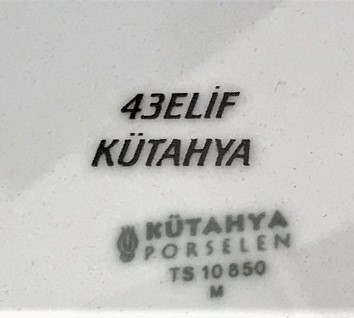 43ELİF
KÜTAHYA
KÜTAHYA
PORSELEN
TS 10 850
M